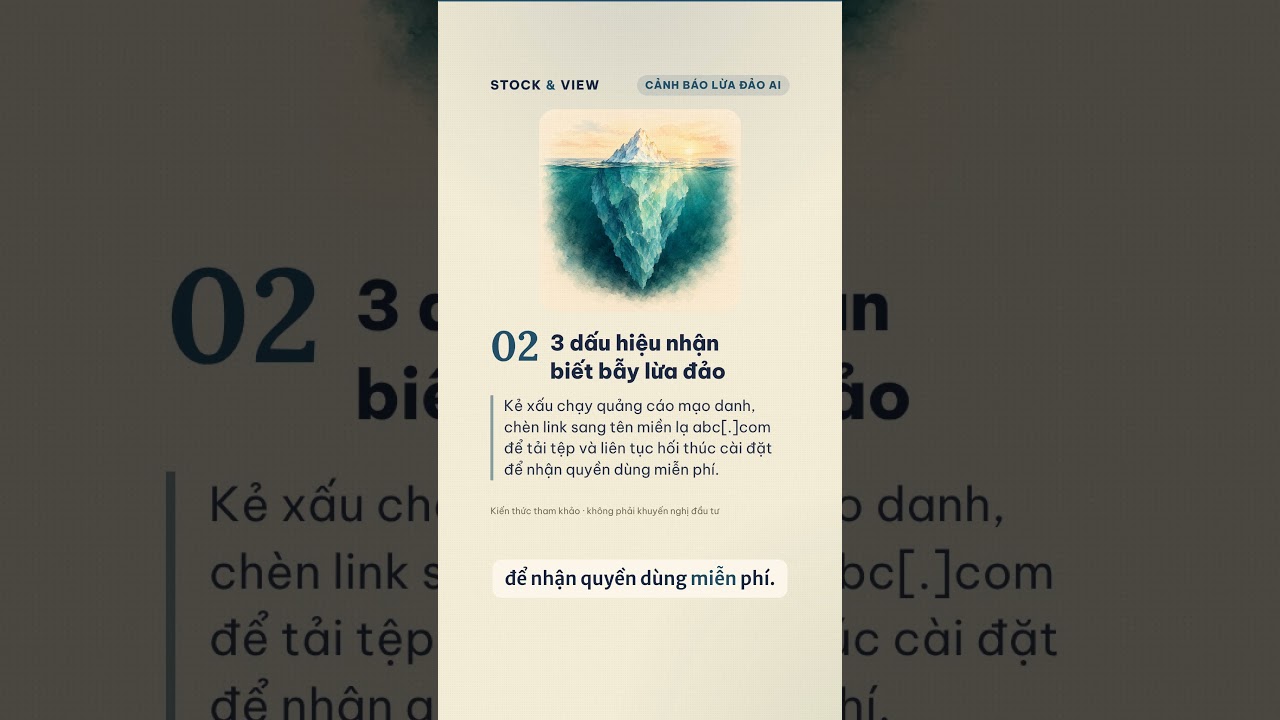 STOCK & VIEW
CẢNH BÁO LỪA ĐẢO AI
02
3 dấu hiệu nhận
biết bẫy lừa đảo
Kẻ xấu chạy quảng cáo mạo danh,
chèn link sang tên miền lạ abc[.]com
để tải tệp và liên tục hối thúc cài đặt
để nhận quyền dùng miễn phí.
Kiến thức tham khảo · không phải khuyến nghị đầu tư
để nhận quyền dùng miễn phí.